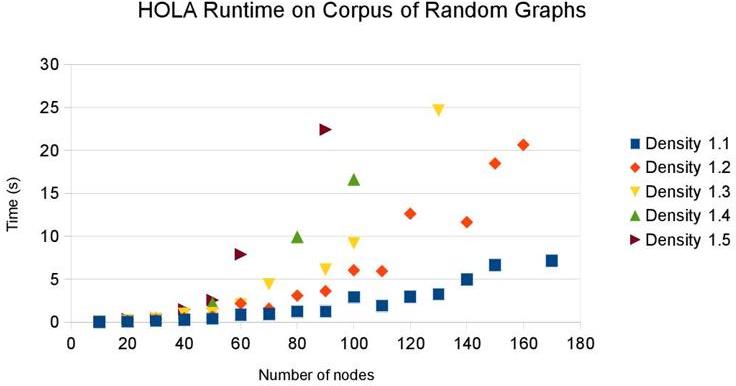 HOLA Runtime on Corpus of Random Graphs
30
25
20
15
10
5
0
Time (s)
0 20 40 60 80 100 120 140 160 180
Number of nodes
Density 1.1
Density 1.2
Density 1.3
Density 1.4
Density 1.5